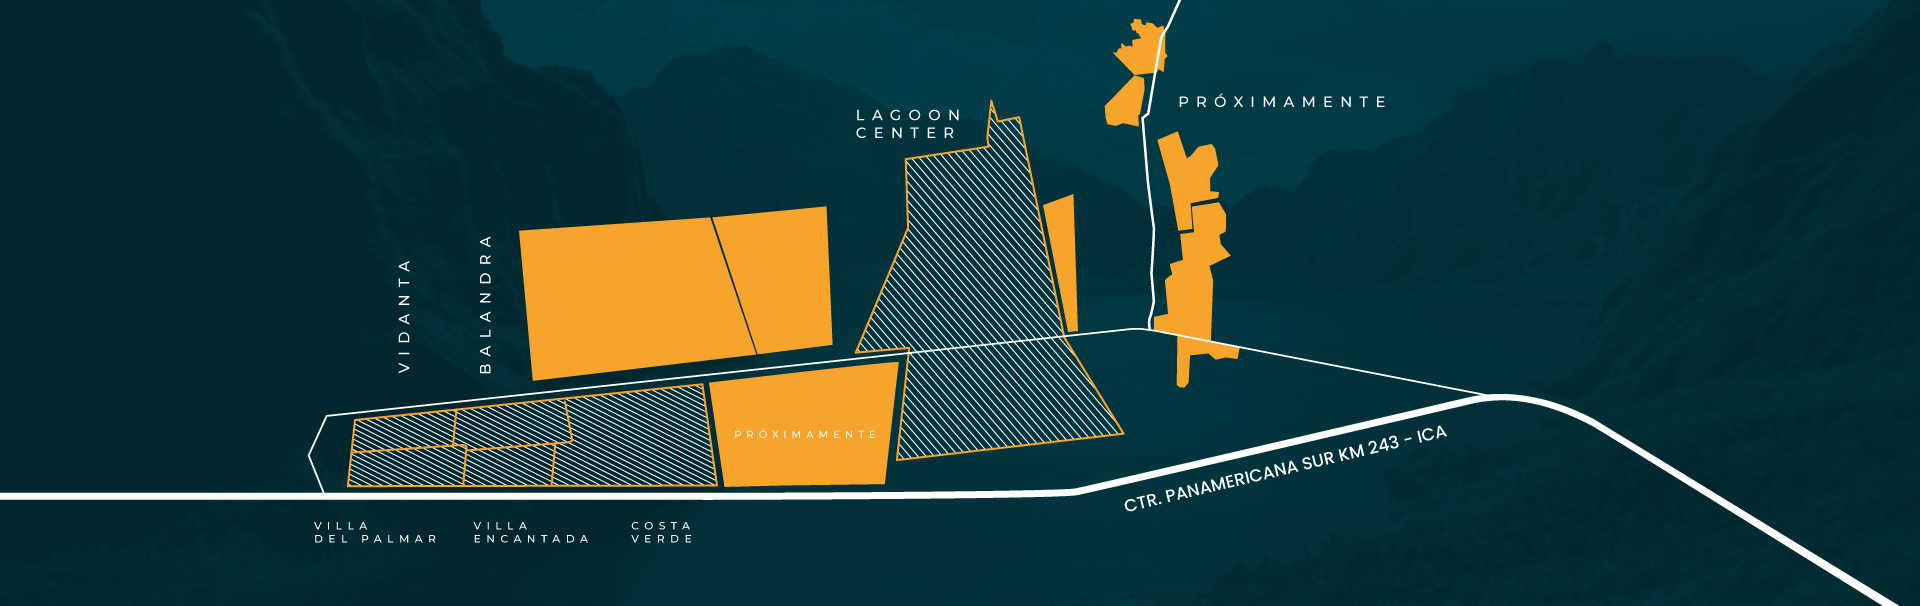 PRÓXIMAMENTE
LAGOON
CENTER
VIDANTA
BALANDRA
PRÓXIMAMENTE
CTR. PANAMERICANA SUR KM 243 - ICA
VILLA
DEL PALMAR
VILLA
ENCANTADA
COSTA
VERDE